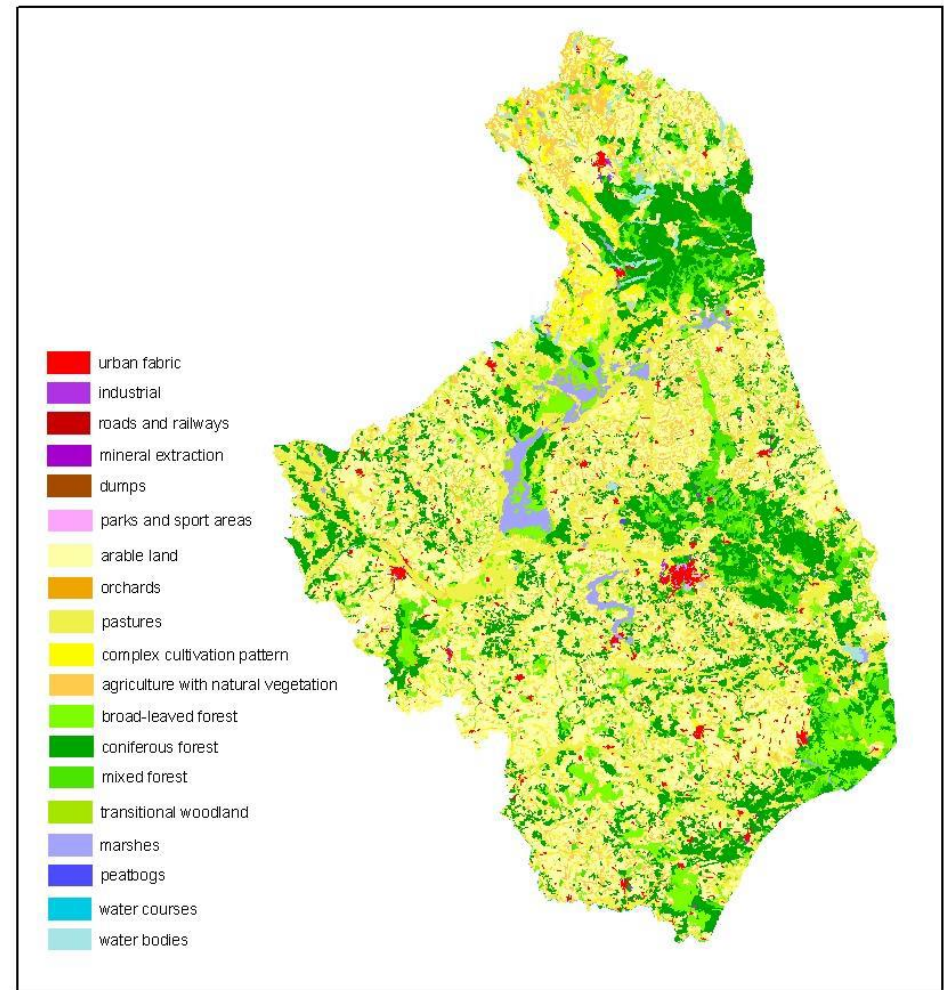 urban fabric
industrial
roads and railways
mineral extraction
dumps
parks and sport areas
arable land
orchards
pastures
complex cultivation pattern
agriculture with natural vegetation
broad-leaved forest
coniferous forest
mixed forest
transitional woodland
marshes
peatbogs
water courses
water bodies